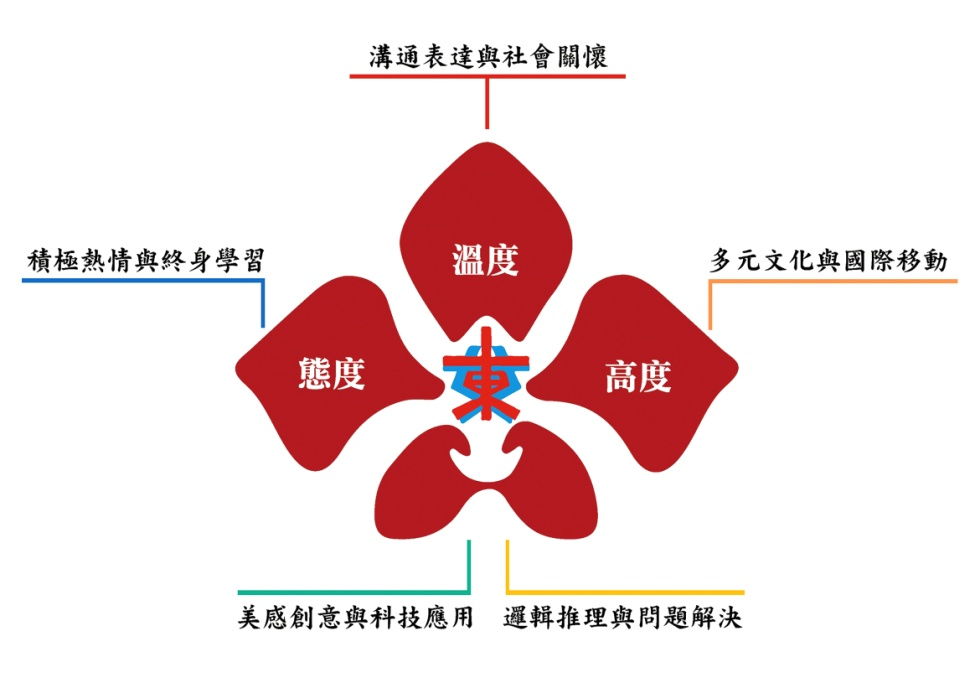 溝通表達與社會關懷
溫度
積極熱情與終身學習
多元文化與國際移動
態度
東
高度
美感創意與科技應用
邏輯推理與問題解決